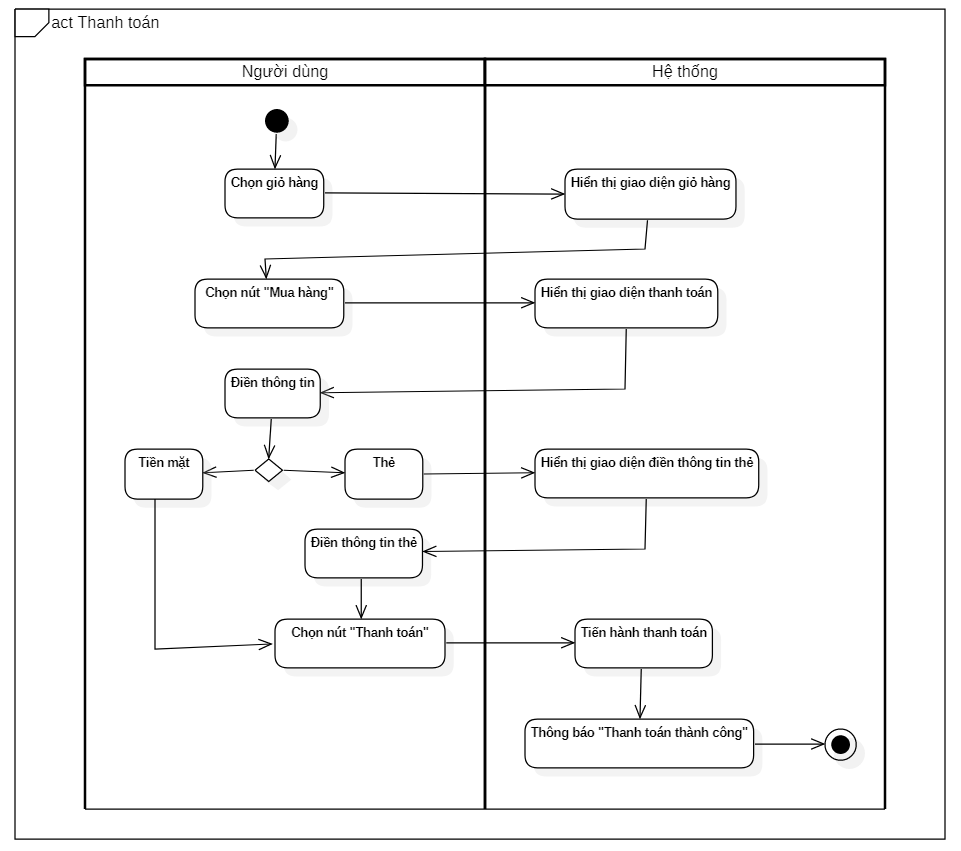 act Thanh toán
Người dùng
Hệ thống
Chọn giỏ hàng
Hiển thị giao diện giỏ hàng
Chọn nút "Mua hàng"
Hiển thị giao diện thanh toán
Điền thông tin
Tiền mặt
Thẻ
Hiển thị giao diện điền thông tin thẻ
Điền thông tin thẻ
Chọn nút "Thanh toán"
Tiến hành thanh toán
Thông báo "Thanh toán thành công"